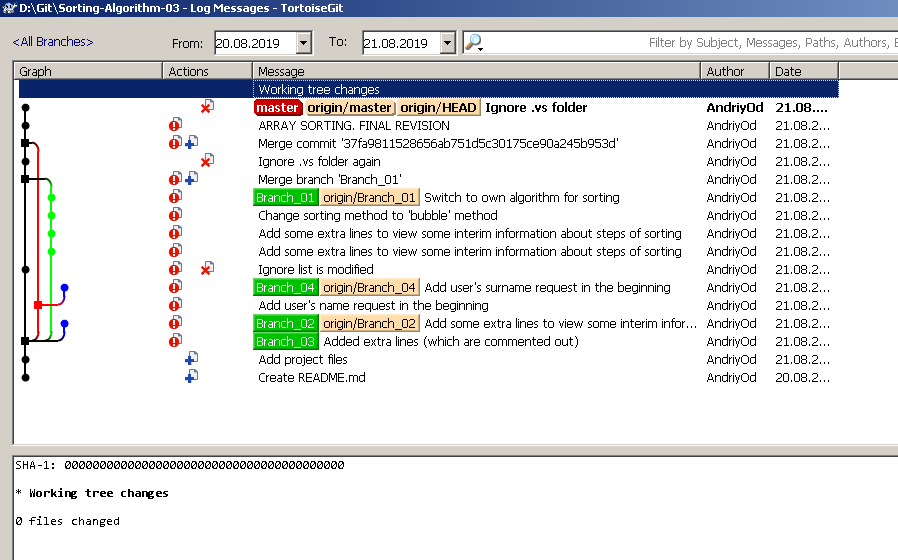 D:\Git\Sorting-Algorithm-03 - Log Messages - TortoiseGit
<All Branches> From: 20.08.2019 To: 21.08.2019 Filter by Subject, Messages, Paths, Authors, E
Graph Actions Message Author Date
Working tree changes
master origin/master origin/HEAD Ignore .vs folder AndriyOd 21.08....
ARRAY SORTING. FINAL REVISION AndriyOd 21.08.2...
Merge commit '37fa9811528656ab751d5c30175ce90a245b953d' AndriyOd 21.08.2...
Ignore .vs folder again AndriyOd 21.08.2...
Merge branch 'Branch_01' AndriyOd 21.08.2...
Branch_01 origin/Branch_01 Switch to own algorithm for sorting AndriyOd 21.08.2...
Change sorting method to 'bubble' method AndriyOd 21.08.2...
Add some extra lines to view some interim information about steps of sorting AndriyOd 21.08.2...
Add some extra lines to view some interim information about steps of sorting AndriyOd 21.08.2...
Ignore list is modified AndriyOd 21.08.2...
Branch_04 origin/Branch_04 Add user's surname request in the beginning AndriyOd 21.08.2...
Add user's name request in the beginning AndriyOd 21.08.2...
Branch_02 origin/Branch_02 Add some extra lines to view some interim infor... AndriyOd 21.08.2...
Branch_03 Added extra lines (which are commented out) AndriyOd 21.08.2...
Add project files AndriyOd 21.08.2...
Create README.md AndriyOd 20.08.2...
SHA-1: 0000000000000000000000000000000000000000
* Working tree changes
0 files changed